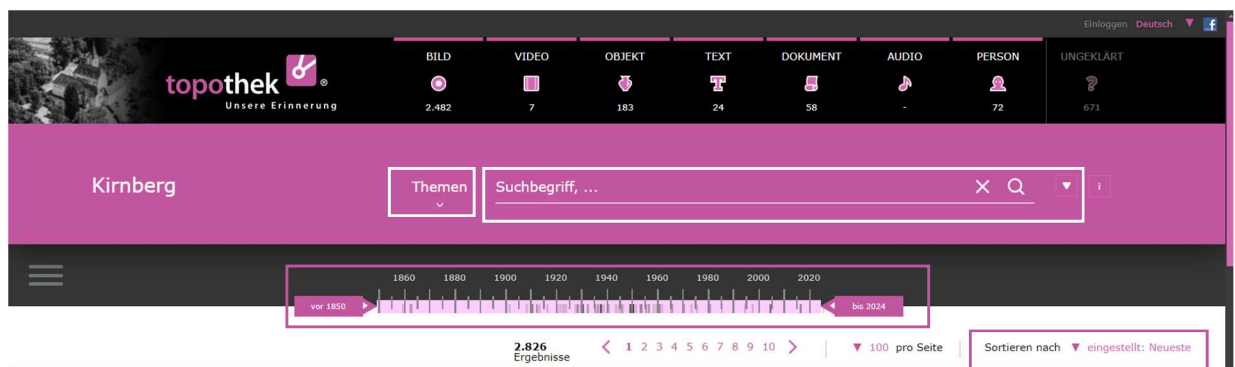 Einloggen Deutsch
BILD VIDEO OBJEKT TEXT DOKUMENT AUDIO PERSON UNGEKLÄRT
topothek ®
Unsere Erinnerung
2.482 7 183 24 58 - 72 671
Kirnberg
Themen
Suchbegriff, ...
i
1860 1880 1900 1920 1940 1960 1980 2000 2020
vor 1850
bis 2024
2.826
Ergebnisse
1 2 3 4 5 6 7 8 9 10
100 pro Seite
Sortieren nach eingestellt: Neueste